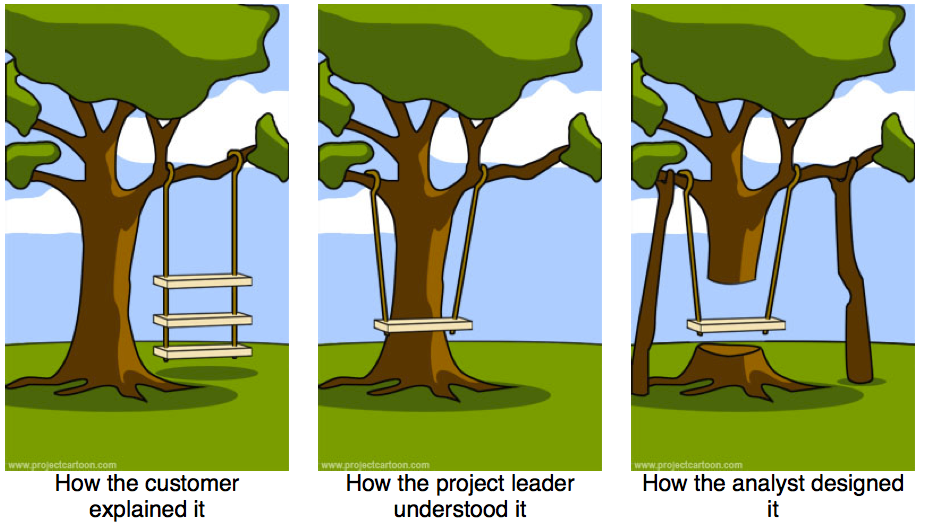 www.projectcartoon.com
www.projectcartoon.com
www.projectcartoon.com
How the customer
explained it
How the project leader
understood it
How the analyst designed
it